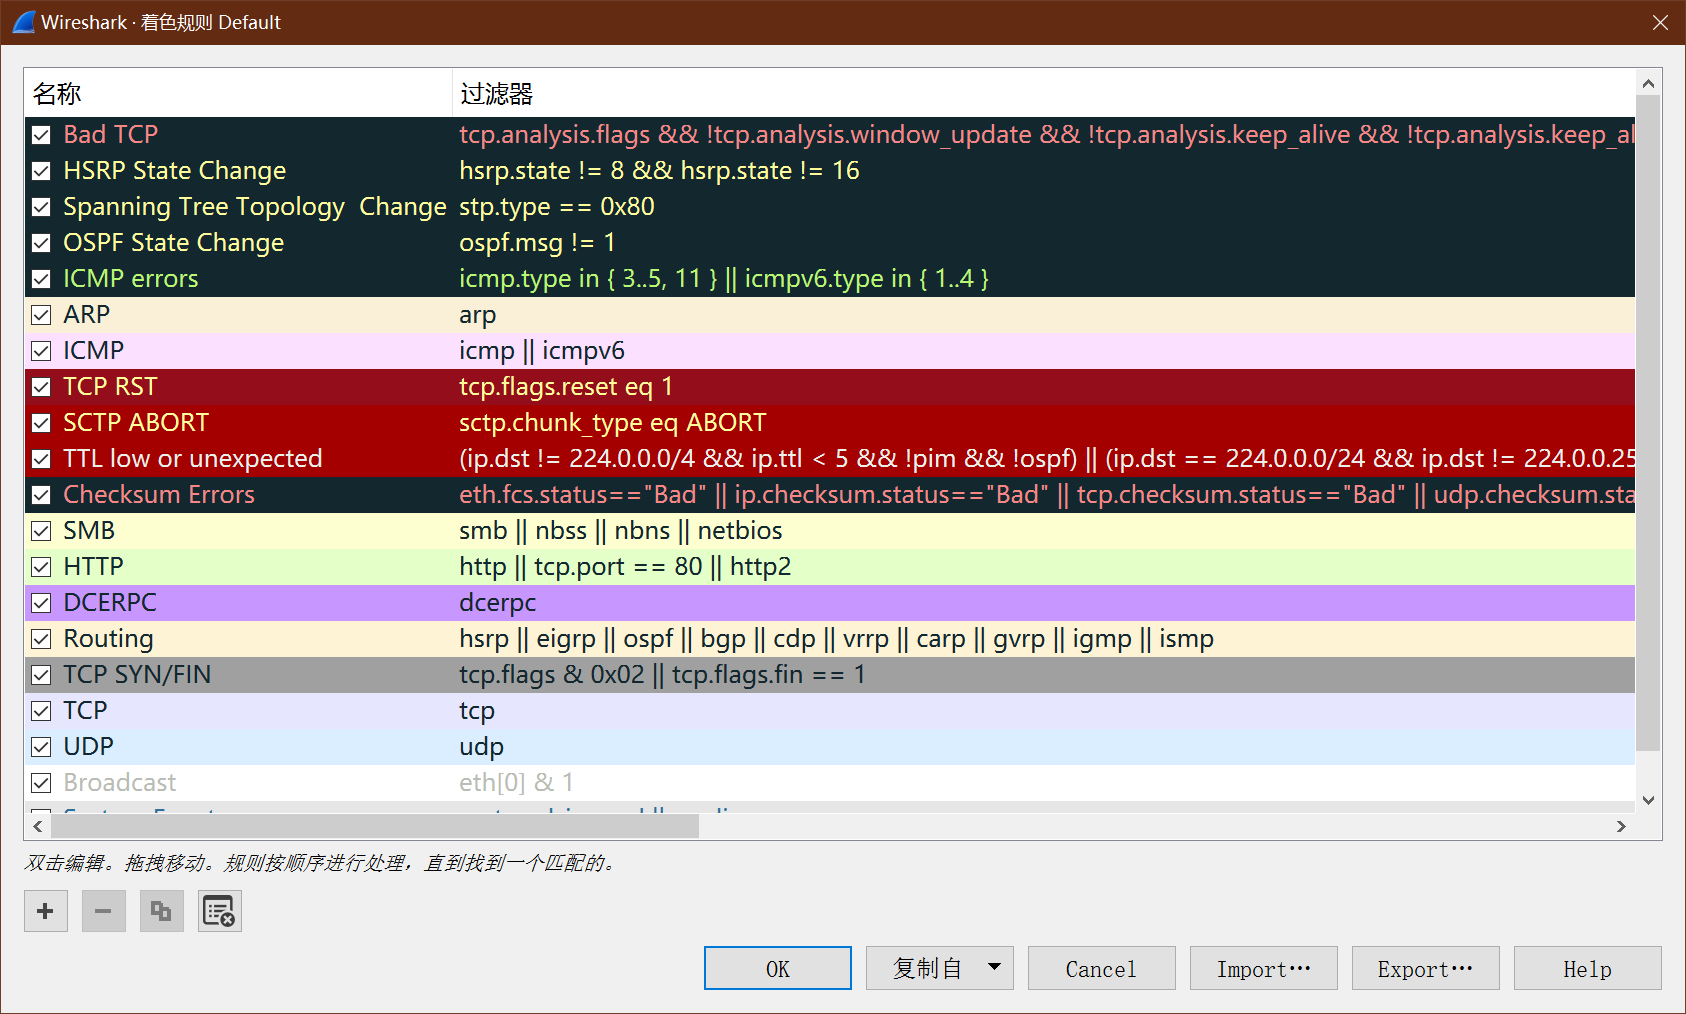 Wireshark · 着色规则 Default
名称 过滤器
Bad TCP tcp.analysis.flags && !tcp.analysis.window_update && !tcp.analysis.keep_alive && !tcp.analysis.keep_al
HSRP State Change hsrp.state != 8 && hsrp.state != 16
Spanning Tree Topology  Change stp.type == 0x80
OSPF State Change ospf.msg != 1
ICMP errors icmp.type in { 3..5, 11 } || icmpv6.type in { 1..4 }
ARP arp
ICMP icmp || icmpv6
TCP RST tcp.flags.reset eq 1
SCTP ABORT sctp.chunk_type eq ABORT
TTL low or unexpected (ip.dst != 224.0.0.0/4 && ip.ttl < 5 && !pim && !ospf) || (ip.dst == 224.0.0.0/24 && ip.dst != 224.0.0.25
Checksum Errors eth.fcs.status=="Bad" || ip.checksum.status=="Bad" || tcp.checksum.status=="Bad" || udp.checksum.sta
SMB smb || nbss || nbns || netbios
HTTP http || tcp.port == 80 || http2
DCERPC dcerpc
Routing hsrp || eigrp || ospf || bgp || cdp || vrrp || carp || gvrp || igmp || ismp
TCP SYN/FIN tcp.flags & 0x02 || tcp.flags.fin == 1
TCP tcp
UDP udp
Broadcast eth[0] & 1
双击编辑。拖拽移动。规则按顺序进行处理，直到找到一个匹配的。
OK 复制自 Cancel Import… Export… Help